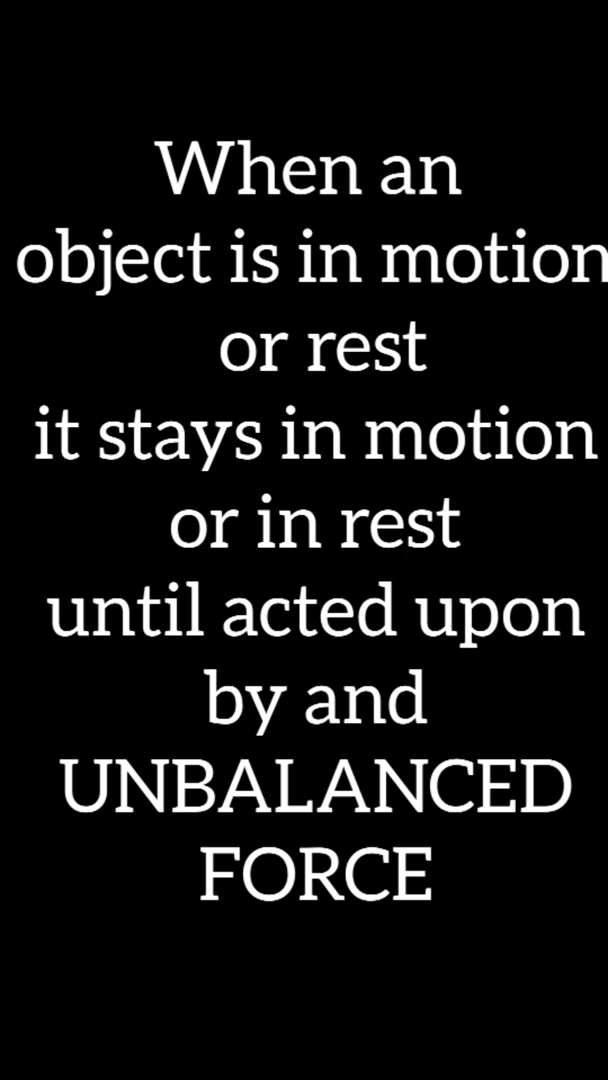 When an
object is in motion
or rest
it stays in motion
or in rest
until acted upon
by and
UNBALANCED
FORCE